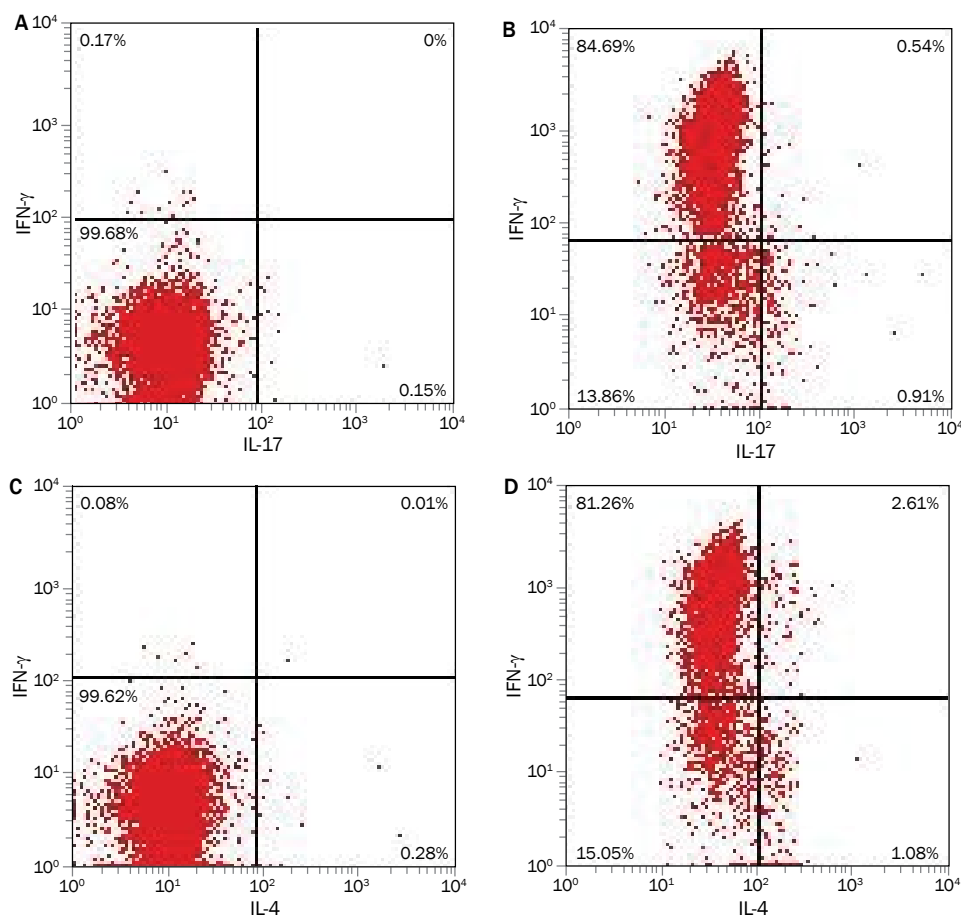 A
10⁴
0.17%
0%
10³
IFN-γ
10²
99.68%
10¹
0.15%
10⁰
10⁰ 10¹ 10² 10³ 10⁴
IL-17
B
10⁴
84.69%
0.54%
10³
IFN-γ
10²
10¹
13.86%
0.91%
10⁰
10⁰ 10¹ 10² 10³ 10⁴
IL-17
C
10⁴
0.08%
0.01%
10³
IFN-γ
10²
99.62%
10¹
0.28%
10⁰
10⁰ 10¹ 10² 10³ 10⁴
IL-4
D
10⁴
81.26%
2.61%
10³
IFN-γ
10²
10¹
15.05%
1.08%
10⁰
10⁰ 10¹ 10² 10³ 10⁴
IL-4